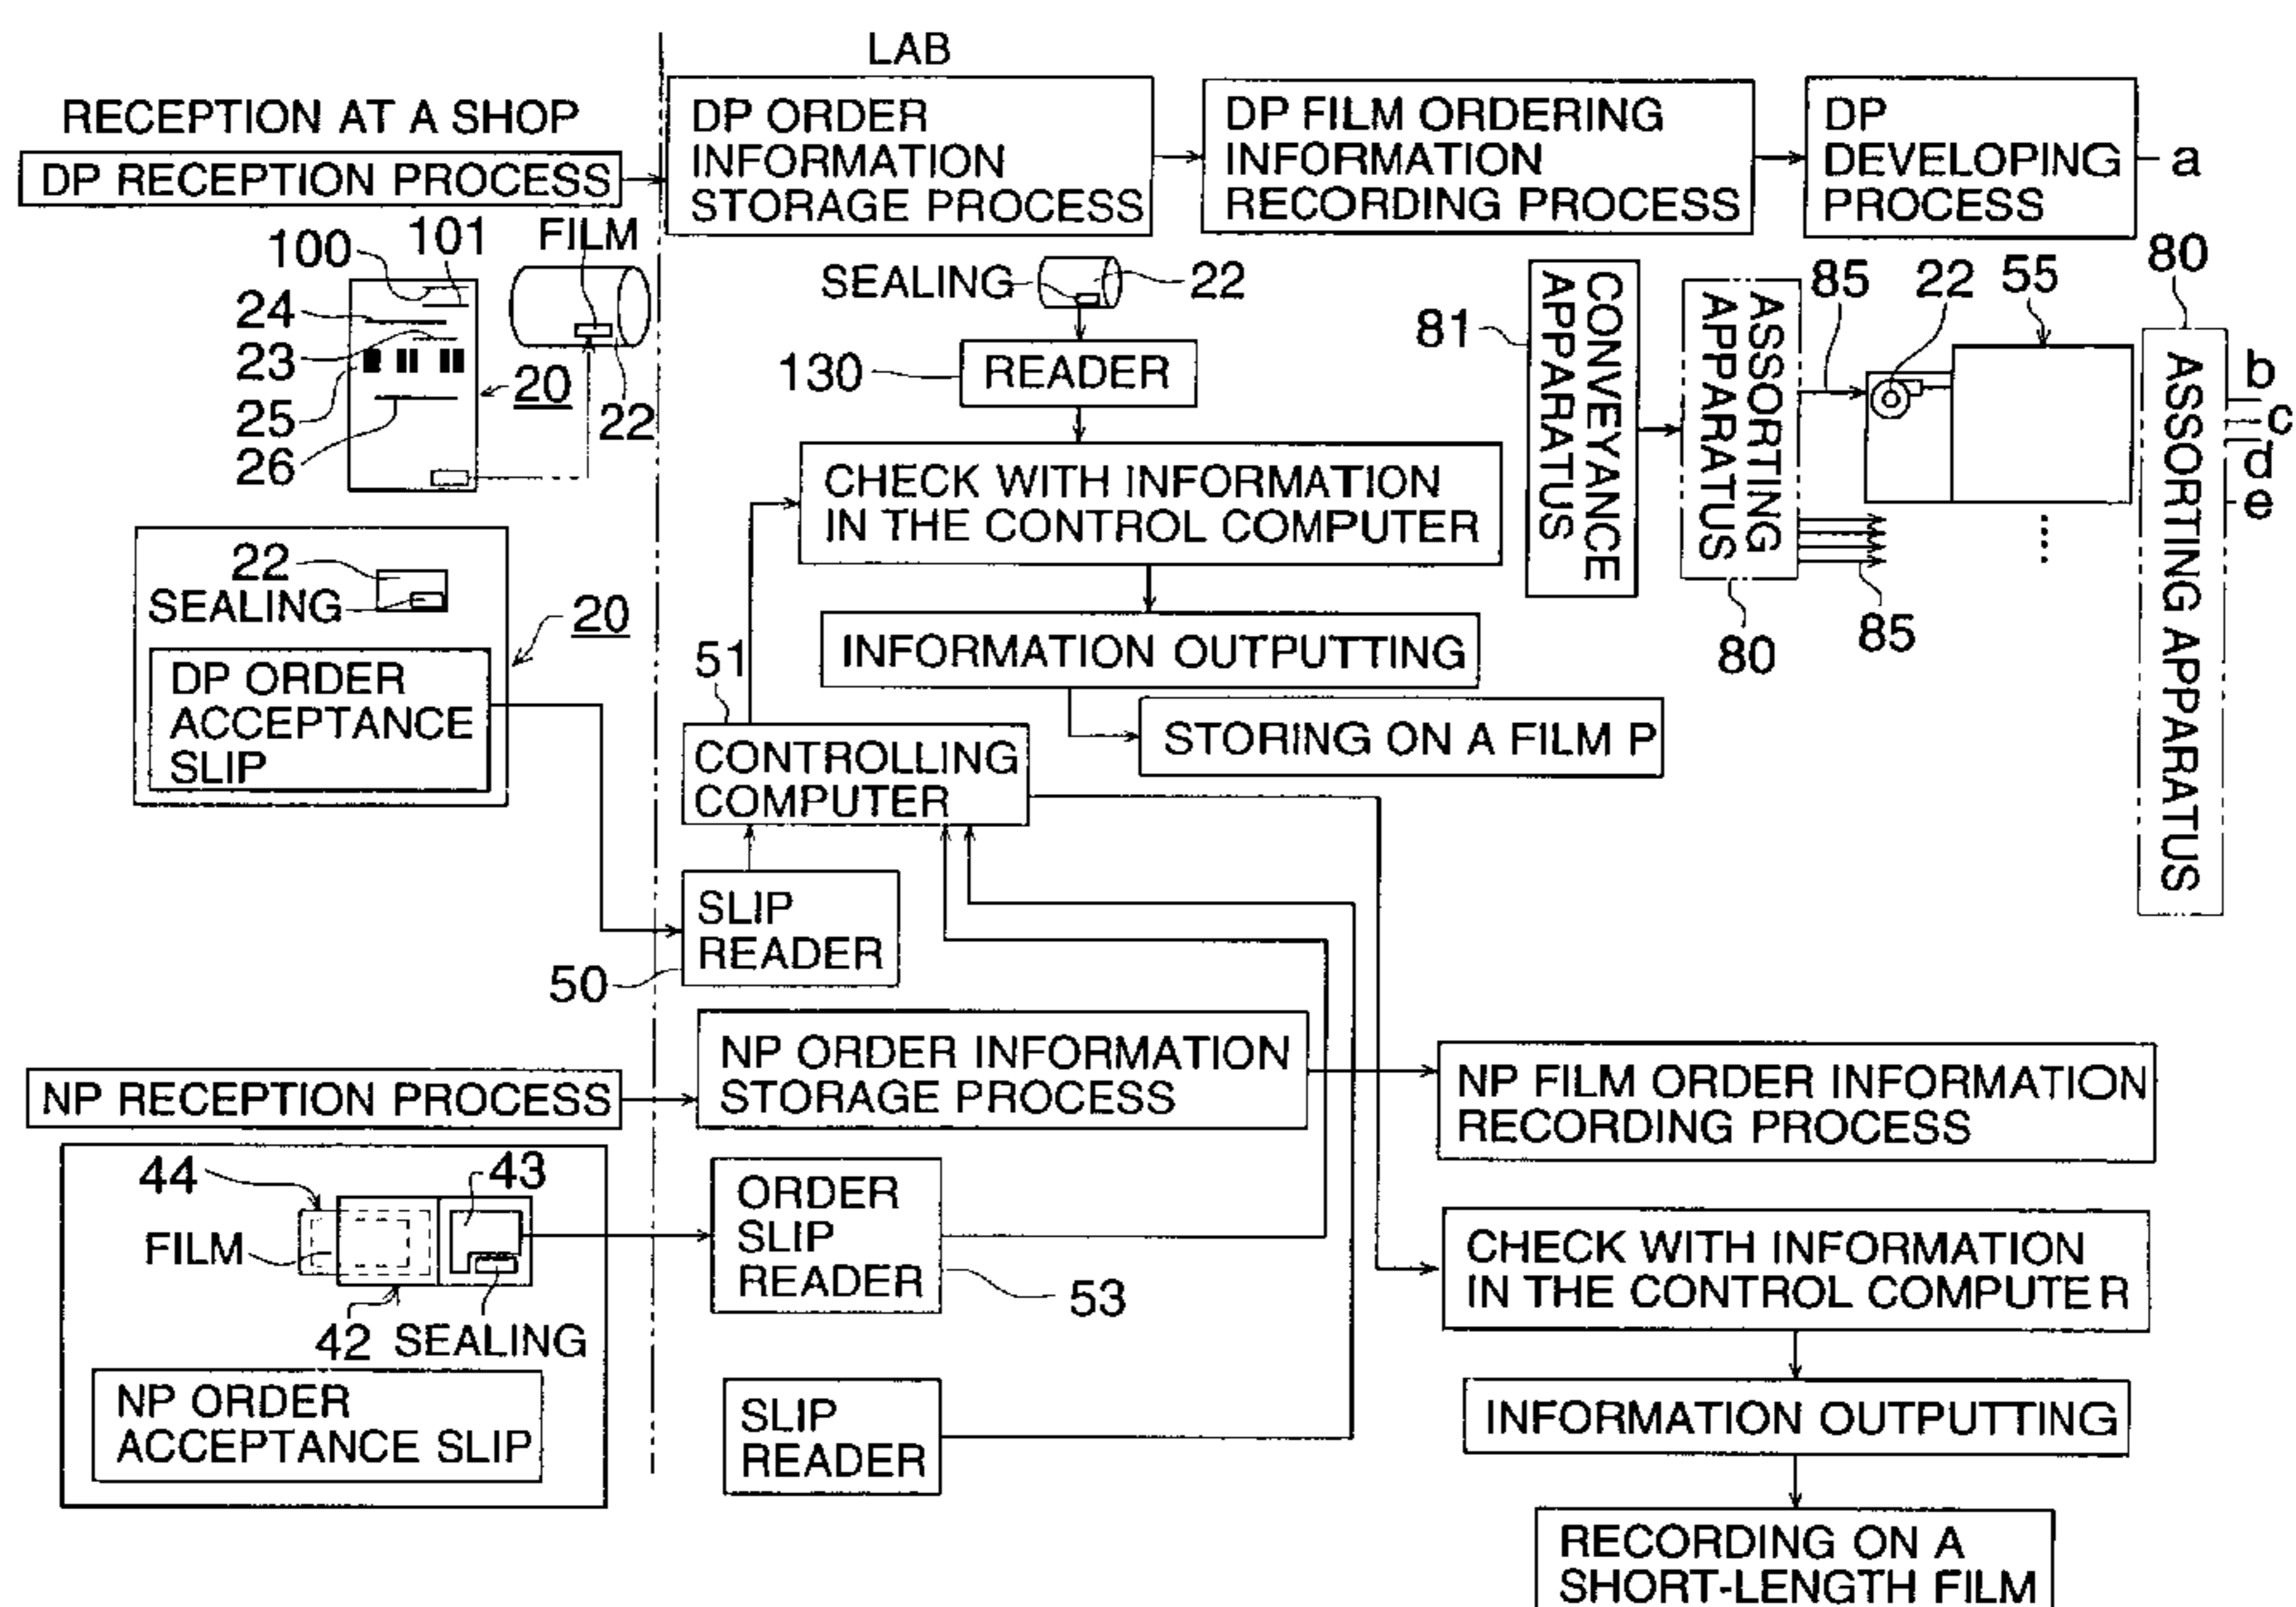 LAB
RECEPTION AT A SHOP
DP RECEPTION PROCESS
DP ORDER
INFORMATION
STORAGE PROCESS
DP FILM ORDERING
INFORMATION
RECORDING PROCESS
DP
DEVELOPING
PROCESS
a
100
101
FILM
24
23
25
26
20
22
SEALING
22
130
READER
81
CONVEYANCE
APPARATUS
ASSORTING
APPARATUS
80
85
22
55
85
80
ASSORTING APPARATUS
b
c
d
e
CHECK WITH INFORMATION
IN THE CONTROL COMPUTER
INFORMATION OUTPUTTING
STORING ON A FILM P
22
SEALING
20
DP ORDER
ACCEPTANCE
SLIP
51
CONTROLLING
COMPUTER
SLIP
READER
50
NP RECEPTION PROCESS
NP ORDER INFORMATION
STORAGE PROCESS
NP FILM ORDER INFORMATION
RECORDING PROCESS
44
43
FILM
42 SEALING
NP ORDER
ACCEPTANCE SLIP
ORDER
SLIP
READER
53
SLIP
READER
CHECK WITH INFORMATION
IN THE CONTROL COMPUTER
INFORMATION OUTPUTTING
RECORDING ON A
SHORT-LENGTH FILM